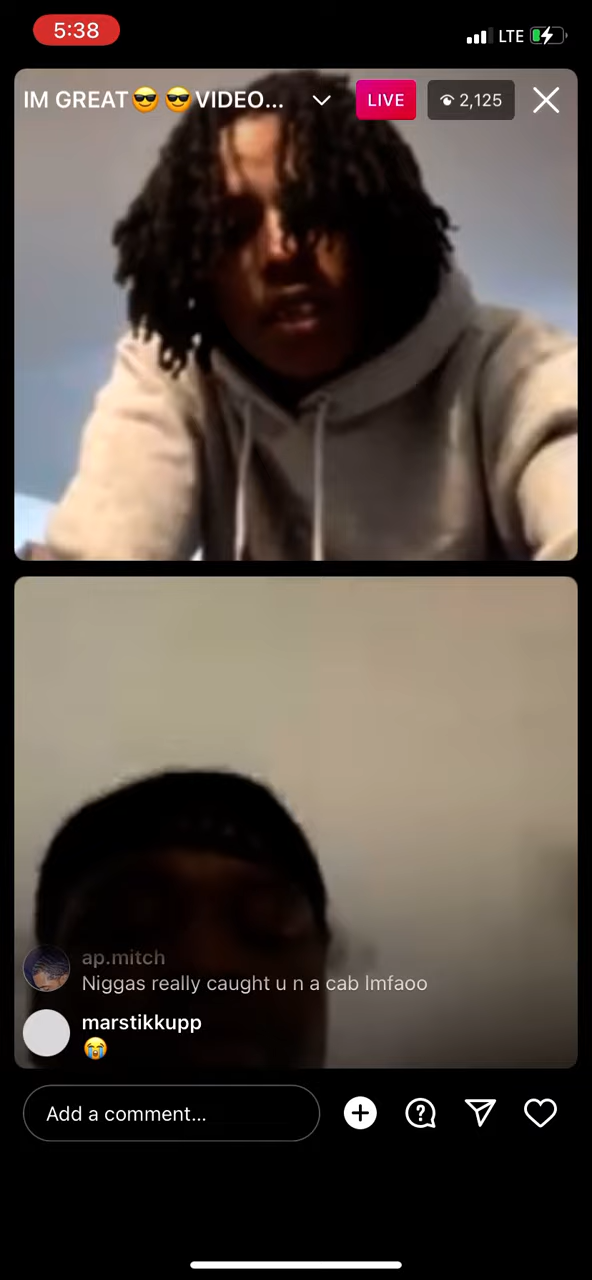 5:38
LTE
IM GREAT😎 😎VIDEO...
LIVE
2,125
ap.mitch
Niggas really caught u n a cab lmfaoo
marstikkupp
😭
Add a comment...